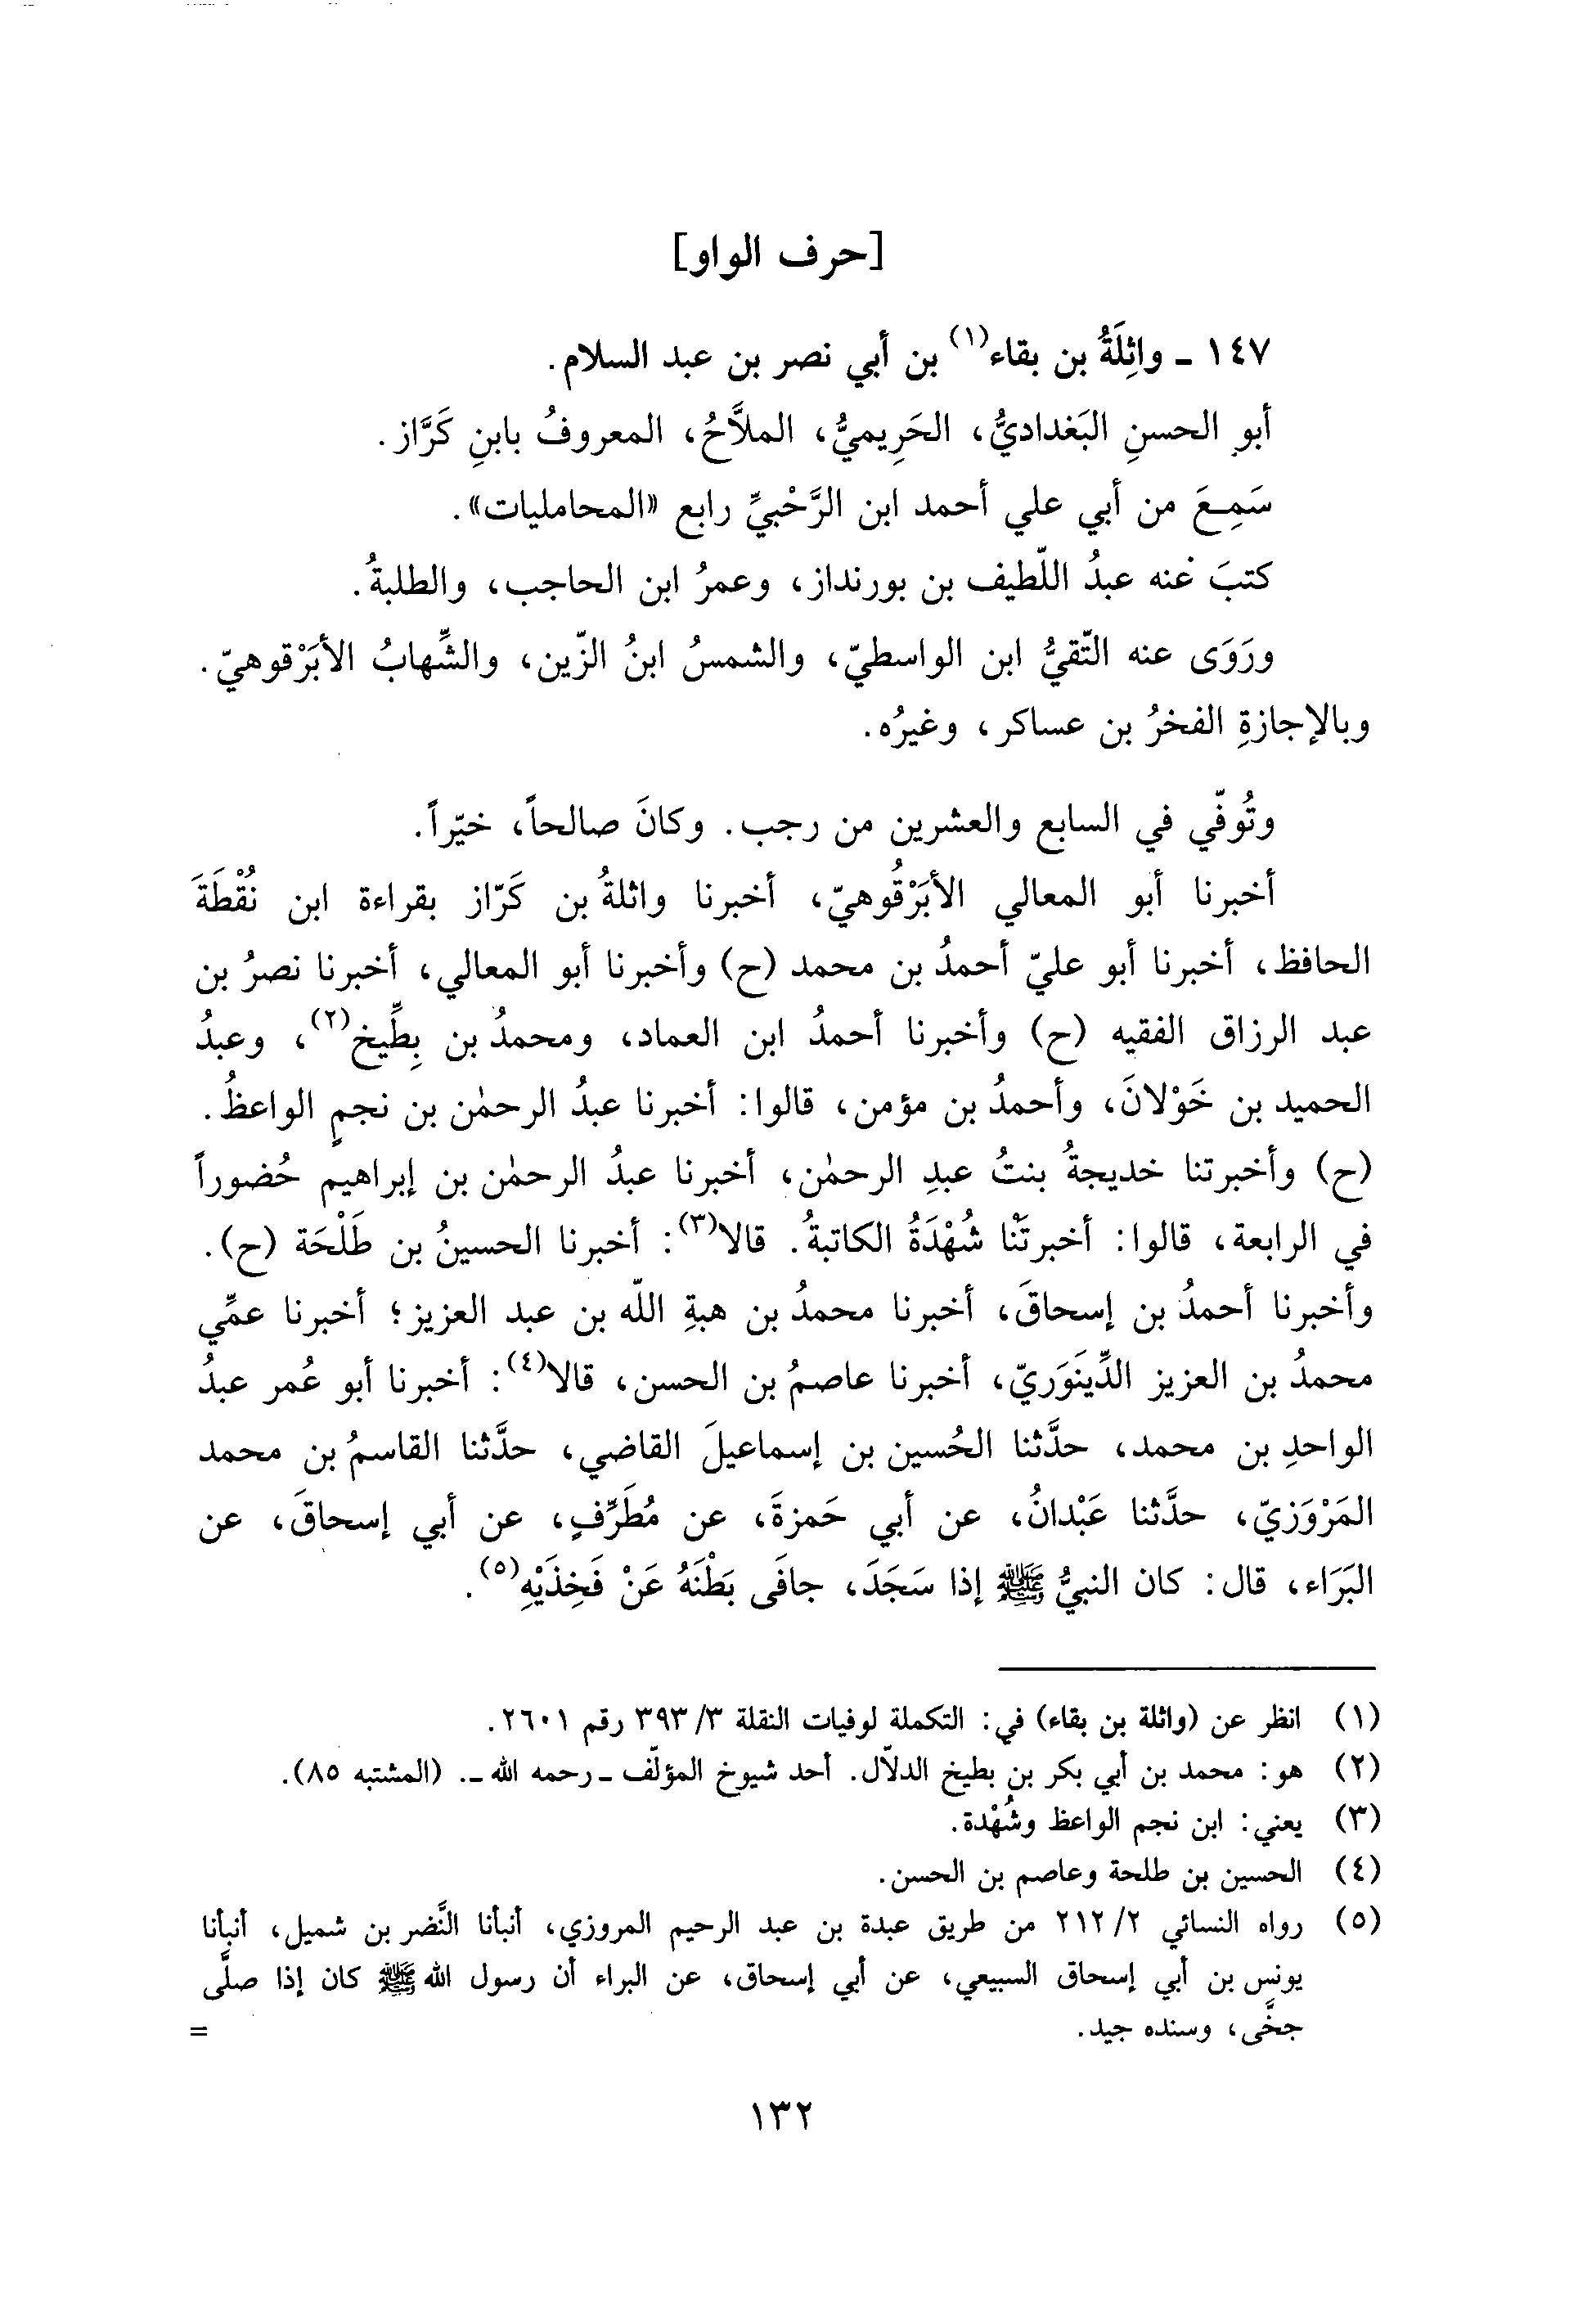 [حرف الواو]
١٤٧ ـ واثِلَةُ بن بقاء(١) بن أبي نصر بن عبد السلام.
أبو الحسنِ البَغداديُّ، الحَرِيميُّ، الملاَّحُ، المعروفُ بابنِ كَرَّاز.
سَمِعَ من أبي علي أحمد ابن الرَّحْبيِّ رابع «المحامليات».
كتبَ عنه عبدُ اللّطيف بن بورنداز، وعمرُ ابن الحاجب، والطلبةُ.
ورَوَى عنه التّقيُّ ابن الواسطيّ، والشمسُ ابنُ الزّين، والشِّهابُ الأبَرْقوهيّ.
وبالإجازةِ الفخرُ بن عساكر، وغيرُه.
وتُوفّي في السابع والعشرين من رجب. وكانَ صالحاً، خيّراً.
أخبرنا أبو المعالي الأبَرْقُوهيّ، أخبرنا واثلةُ بن كَرّاز بقراءة ابن نُقْطَةَ
الحافظ، أخبرنا أبو عليّ أحمدُ بن محمد (ح) وأخبرنا أبو المعالي، أخبرنا نصرُ بن
عبد الرزاق الفقيه (ح) وأخبرنا أحمدُ ابن العماد، ومحمدُ بن بِطِّيخ(٢)، وعبدُ
الحميد بن خَوْلانَ، وأحمدُ بن مؤمن، قالوا: أخبرنا عبدُ الرحمٰن بن نجمٍ الواعظُ.
(ح) وأخبرتنا خديجةُ بنتُ عبدِ الرحمٰن، أخبرنا عبدُ الرحمٰن بن إبراهيم حُضوراً
في الرابعة، قالوا: أخبرتَنْا شُهْدَةُ الكاتبةُ. قالا(٣): أخبرنا الحسينُ بن طَلْحَة (ح).
وأخبرنا أحمدُ بن إسحاقَ، أخبرنا محمدُ بن هبةِ اللّه بن عبد العزيز؛ أخبرنا عمِّي
محمدُ بن العزيز الدِّينَوَريّ، أخبرنا عاصمُ بن الحسن، قالا(٤): أخبرنا أبو عُمر عبدُ
الواحدِ بن محمد، حدَّثنا الحُسين بن إسماعيلَ القاضي، حدَّثنا القاسمُ بن محمد
المَرْوَزيّ، حدَّثنا عَبْدانُ، عن أبي حَمزةَ، عن مُطَرِّفٍ، عن أبي إسحاقَ، عن
البَرَاء، قال: كان النبيُّ ﷺ إذا سَجَدَ، جافَى بَطْنَهُ عَنْ فَخِذَيْهِ(٥).
(١) انظر عن (واثلة بن بقاء) في: التكملة لوفيات النقلة ٣/ ٣٩٣ رقم ٢٦٠١.
(٢) هو: محمد بن أبي بكر بن بطيخ الدلاّل. أحد شيوخ المؤلّف ـ رحمه الله ـ. (المشتبه ٨٥).
(٣) يعني: ابن نجم الواعظ وشُهْدة.
(٤) الحسين بن طلحة وعاصم بن الحسن.
(٥) رواه النسائي ٢/ ٢١٢ من طريق عبدة بن عبد الرحيم المروزي، أنبأنا النَّضر بن شميل، أنبأنا
يونس بن أبي إسحاق السبيعي، عن أبي إسحاق، عن البراء أن رسول الله ﷺ كان إذا صلَّى
جخَّى، وسنده جيد. =
١٣٢